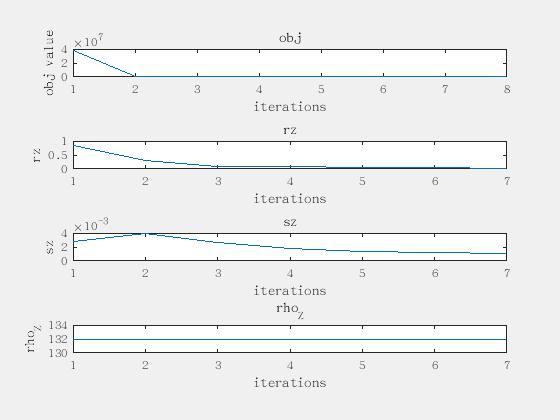 obj
×10^7
obj value
4
2
0
1 2 3 4 5 6 7 8
iterations
rz
rz
1
0.5
0
1 2 3 4 5 6 7
iterations
sz
×10^-3
sz
4
2
0
1 2 3 4 5 6 7
iterations
rho_z
rho_z
134
132
130
1 2 3 4 5 6 7
iterations